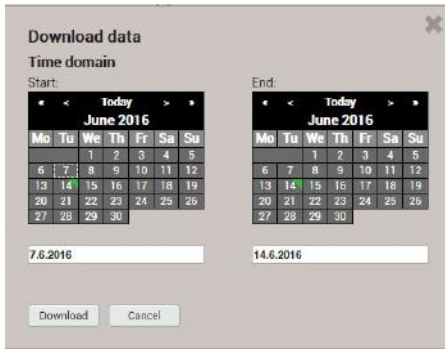 Download data
Time domain
Start:
« < Today > »
June 2016
Mo Tu We Th Fr Sa Su
1 2 3 4 5
6 7 8 9 10 11 12
13 14 15 16 17 18 19
20 21 22 23 24 25 26
27 28 29 30
7.6.2016
End:
« < Today > »
June 2016
Mo Tu We Th Fr Sa Su
1 2 3 4 5
6 7 8 9 10 11 12
13 14 15 16 17 18 19
20 21 22 23 24 25 26
27 28 29 30
14.6.2016
Download
Cancel